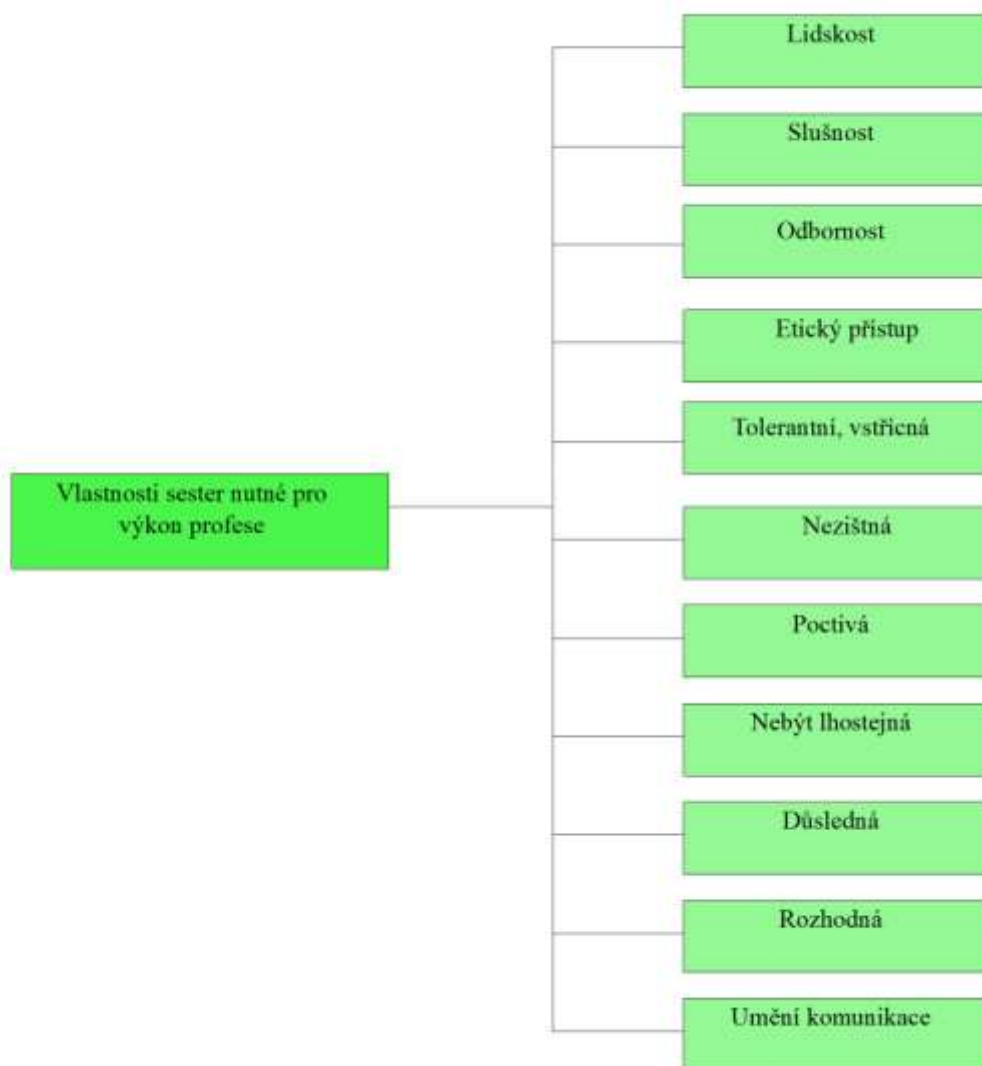 Lidskost
Slušnost
Odbornost
Etický přístup
Tolerantní, vstřícná
Vlastnosti sester nutné pro
výkon profese
Nezištná
Poctivá
Nebýt lhostejná
Důsledná
Rozhodná
Umění komunikace